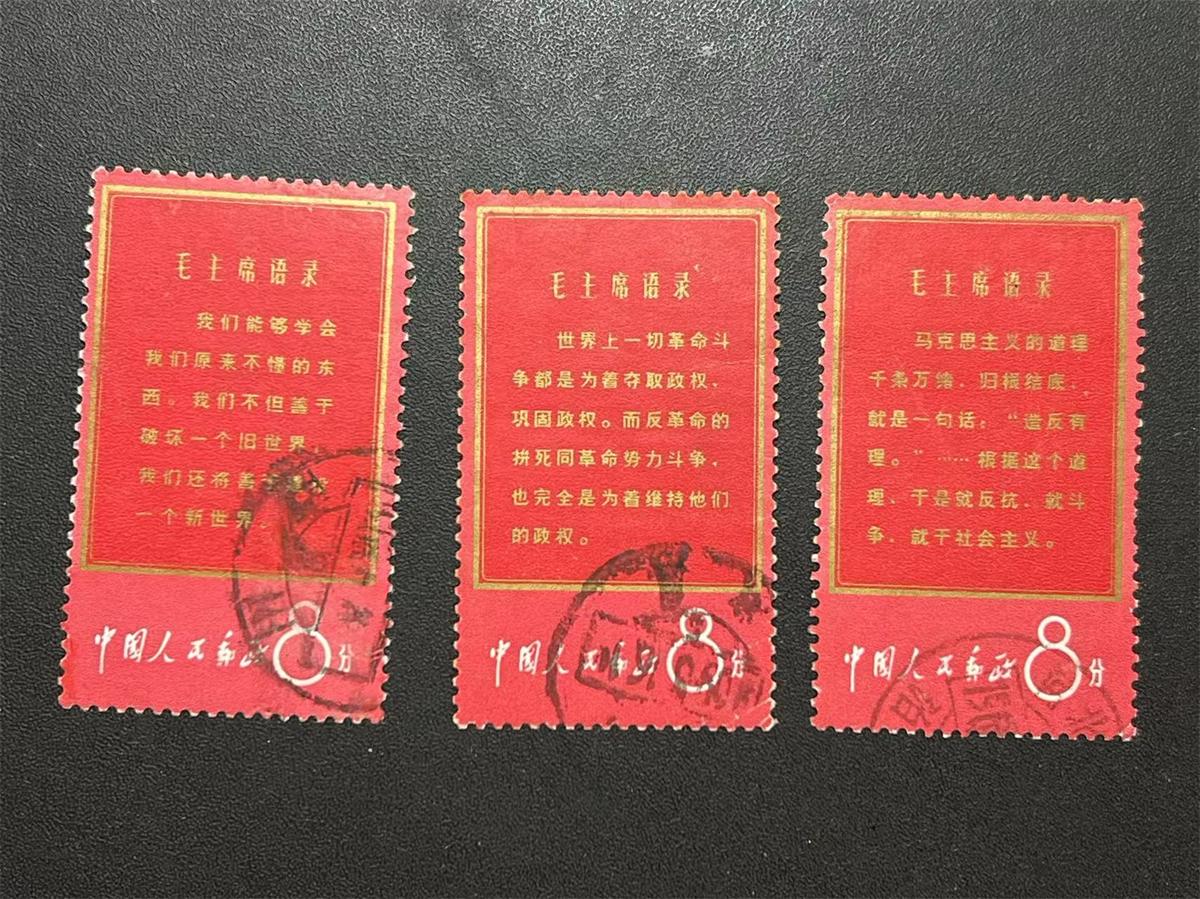 毛主席语录
我们能够学会
我们原来不懂的东
西。我们不但善于
破坏一个旧世界，
我们还将善于建设
一个新世界。
中国人民邮政8分
毛主席语录
世界上一切革命斗
争都是为着夺取政权，
巩固政权。而反革命的
拚死同革命势力斗争，
也完全是为着维持他们
的政权。
中国人民邮政8分
毛主席语录
马克思主义的道理
千条万绪，归根结底，
就是一句话：“造反有
理。”……根据这个道
理，于是就反抗，就斗
争，就干社会主义。
中国人民邮政8分